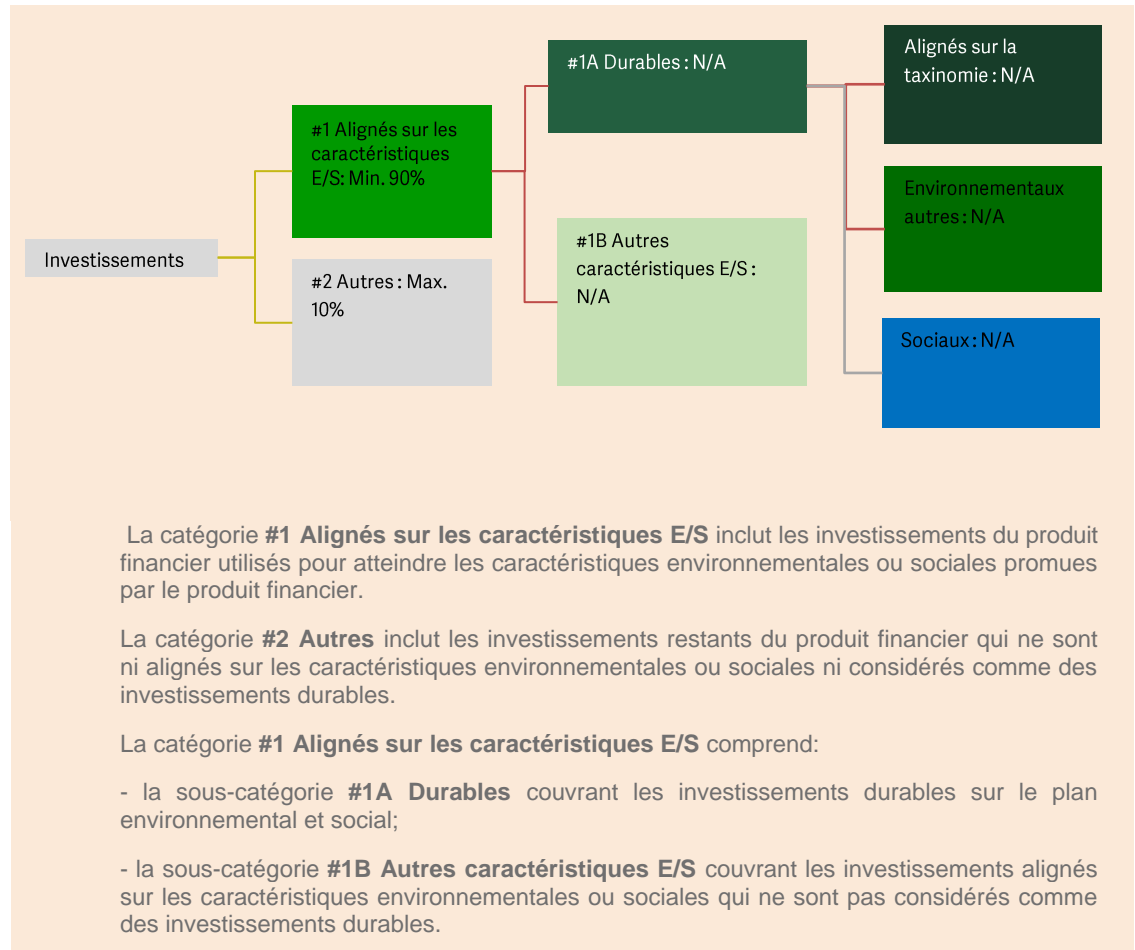 #1A Durables : N/A
Alignés sur la
taxinomie : N/A
#1 Alignés sur les
caractéristiques
E/S: Min. 90%
Environnementaux
autres : N/A
#1B Autres
caractéristiques E/S :
N/A
Investissements
#2 Autres : Max.
10%
Sociaux : N/A
La catégorie #1 Alignés sur les caractéristiques E/S inclut les investissements du produit
financier utilisés pour atteindre les caractéristiques environnementales ou sociales promues
par le produit financier.
La catégorie #2 Autres inclut les investissements restants du produit financier qui ne sont
ni alignés sur les caractéristiques environnementales ou sociales ni considérés comme des
investissements durables.
La catégorie #1 Alignés sur les caractéristiques E/S comprend:
- la sous-catégorie #1A Durables couvrant les investissements durables sur le plan
environnemental et social;
- la sous-catégorie #1B Autres caractéristiques E/S couvrant les investissements alignés
sur les caractéristiques environnementales ou sociales qui ne sont pas considérés comme
des investissements durables.